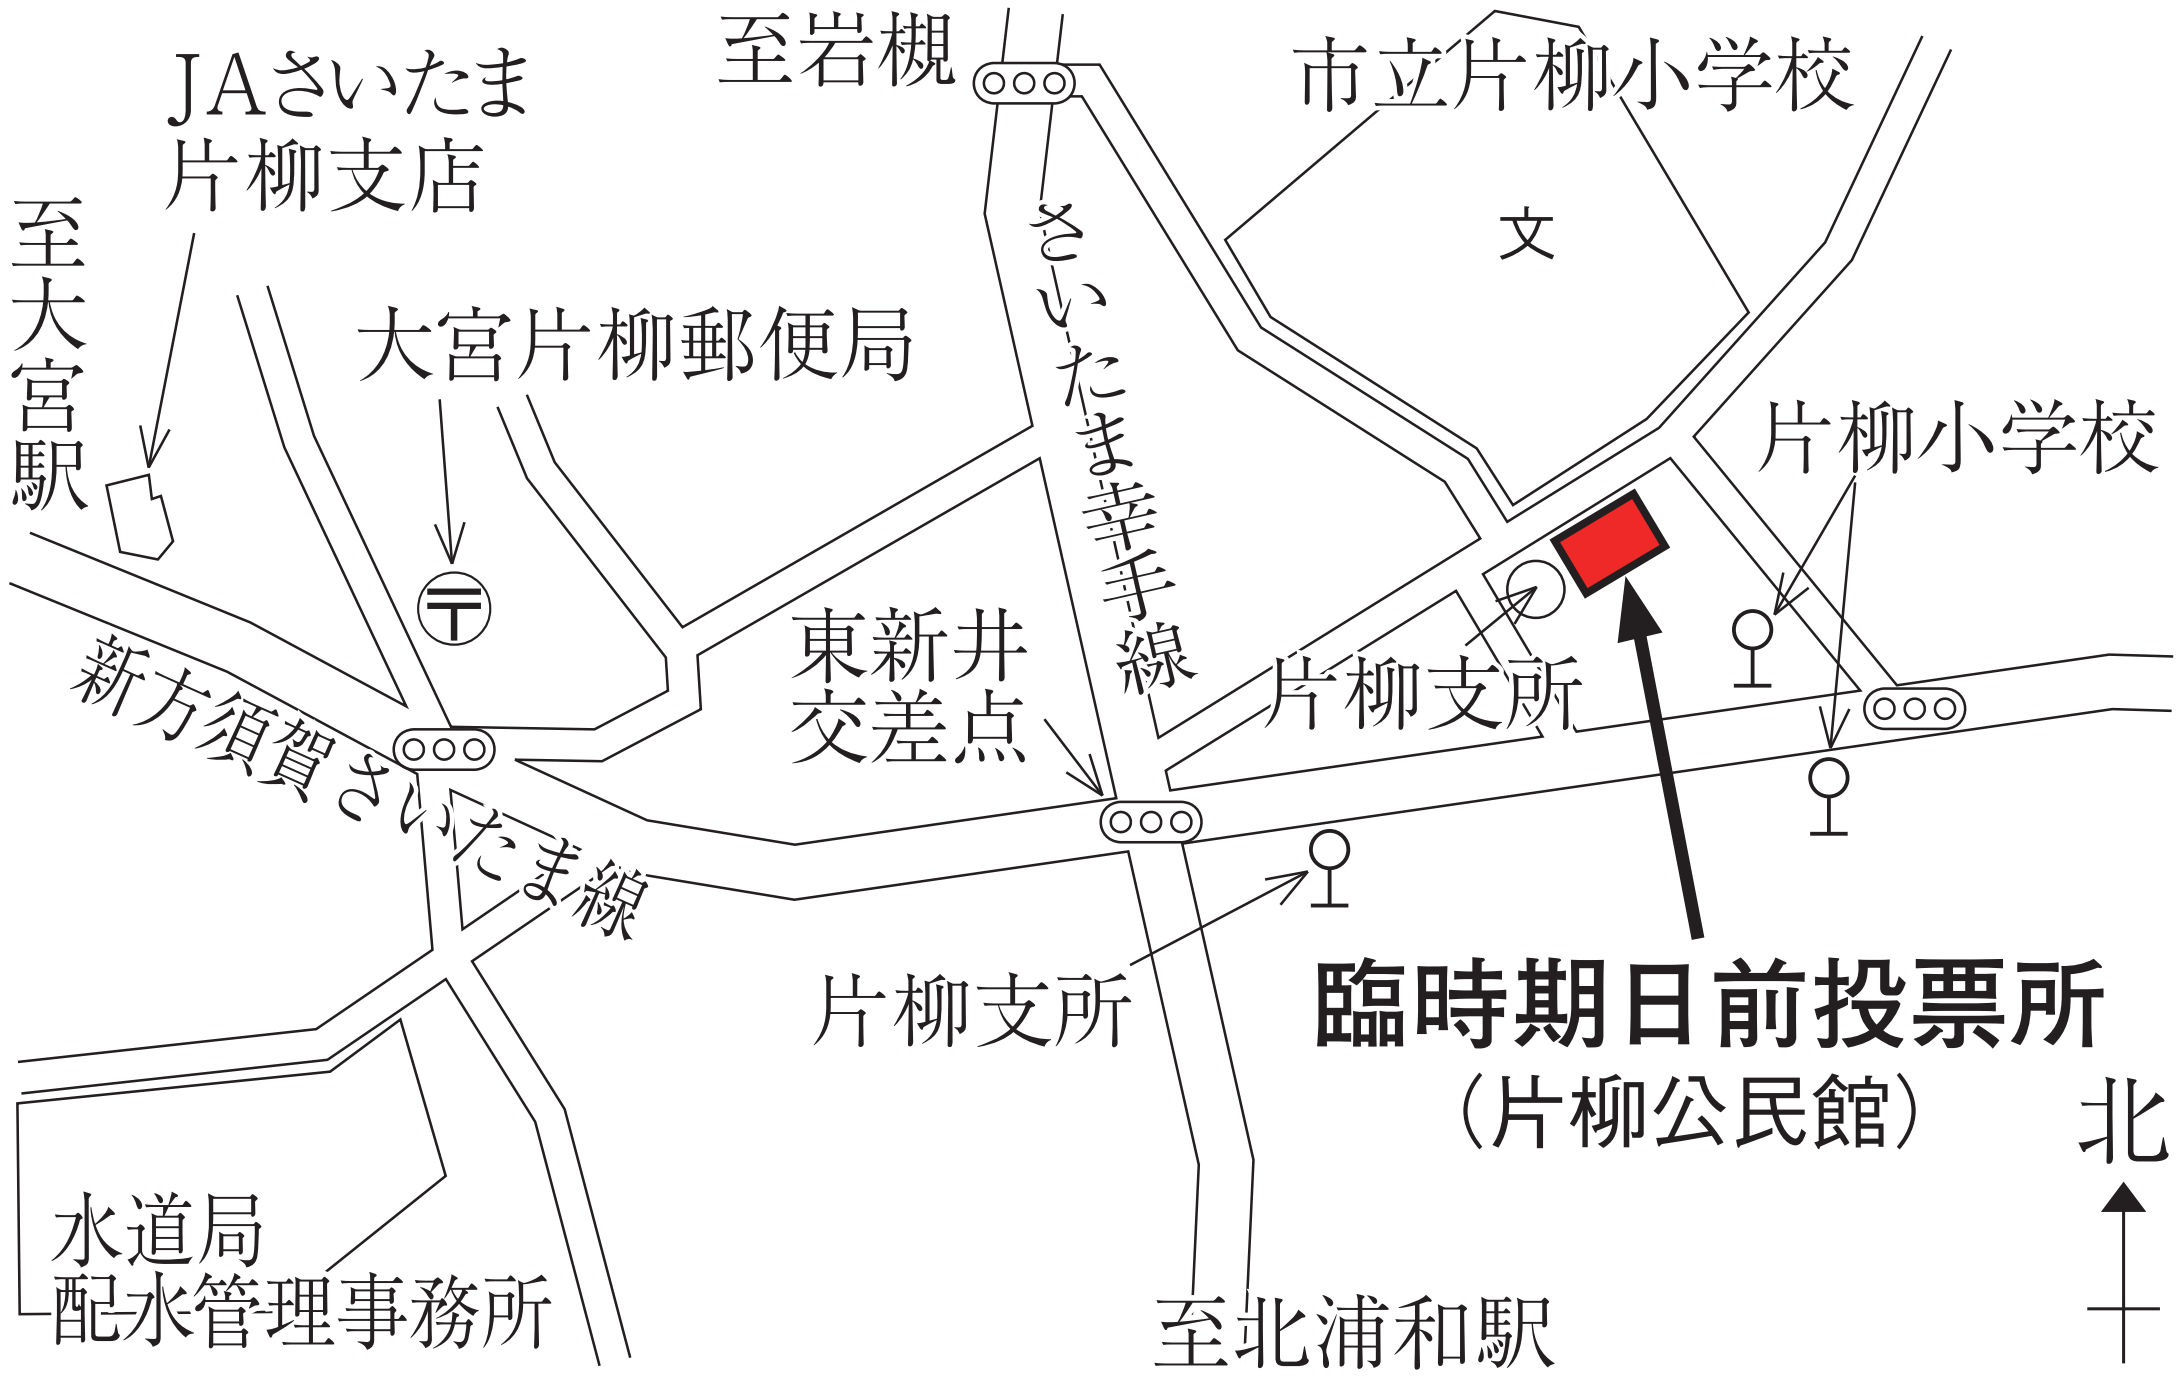 JAさいたま
片柳支店
至岩槻
市立片柳小学校
文
至大宮駅
大宮片柳郵便局
〒
さいたま幸手線
片柳小学校
東新井
交差点
片柳支所
新方須賀さいたま線
片柳支所
臨時期日前投票所
（片柳公民館）
北
水道局
配水管理事務所
至北浦和駅